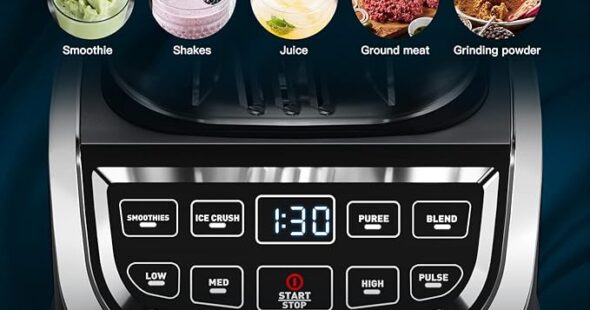 Smoothie
Shakes
Juice
Ground meat
Grinding powder
SMOOTHIES
ICE CRUSH
1:30
PUREE
BLEND
LOW
MED
START
STOP
HIGH
PULSE